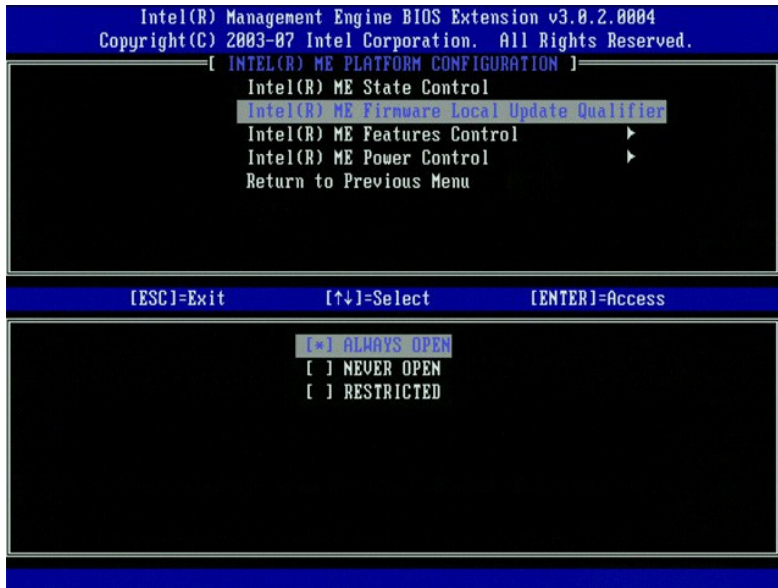 Intel(R) Management Engine BIOS Extension v3.0.2.0004
Copyright(C) 2003-07 Intel Corporation.  All Rights Reserved.
[ INTEL(R) ME PLATFORM CONFIGURATION ]
Intel(R) ME State Control
Intel(R) ME Firmware Local Update Qualifier
Intel(R) ME Features Control ►
Intel(R) ME Power Control ►
Return to Previous Menu
[ESC]=Exit [↑↓]=Select [ENTER]=Access
[*] ALWAYS OPEN
[ ] NEVER OPEN
[ ] RESTRICTED